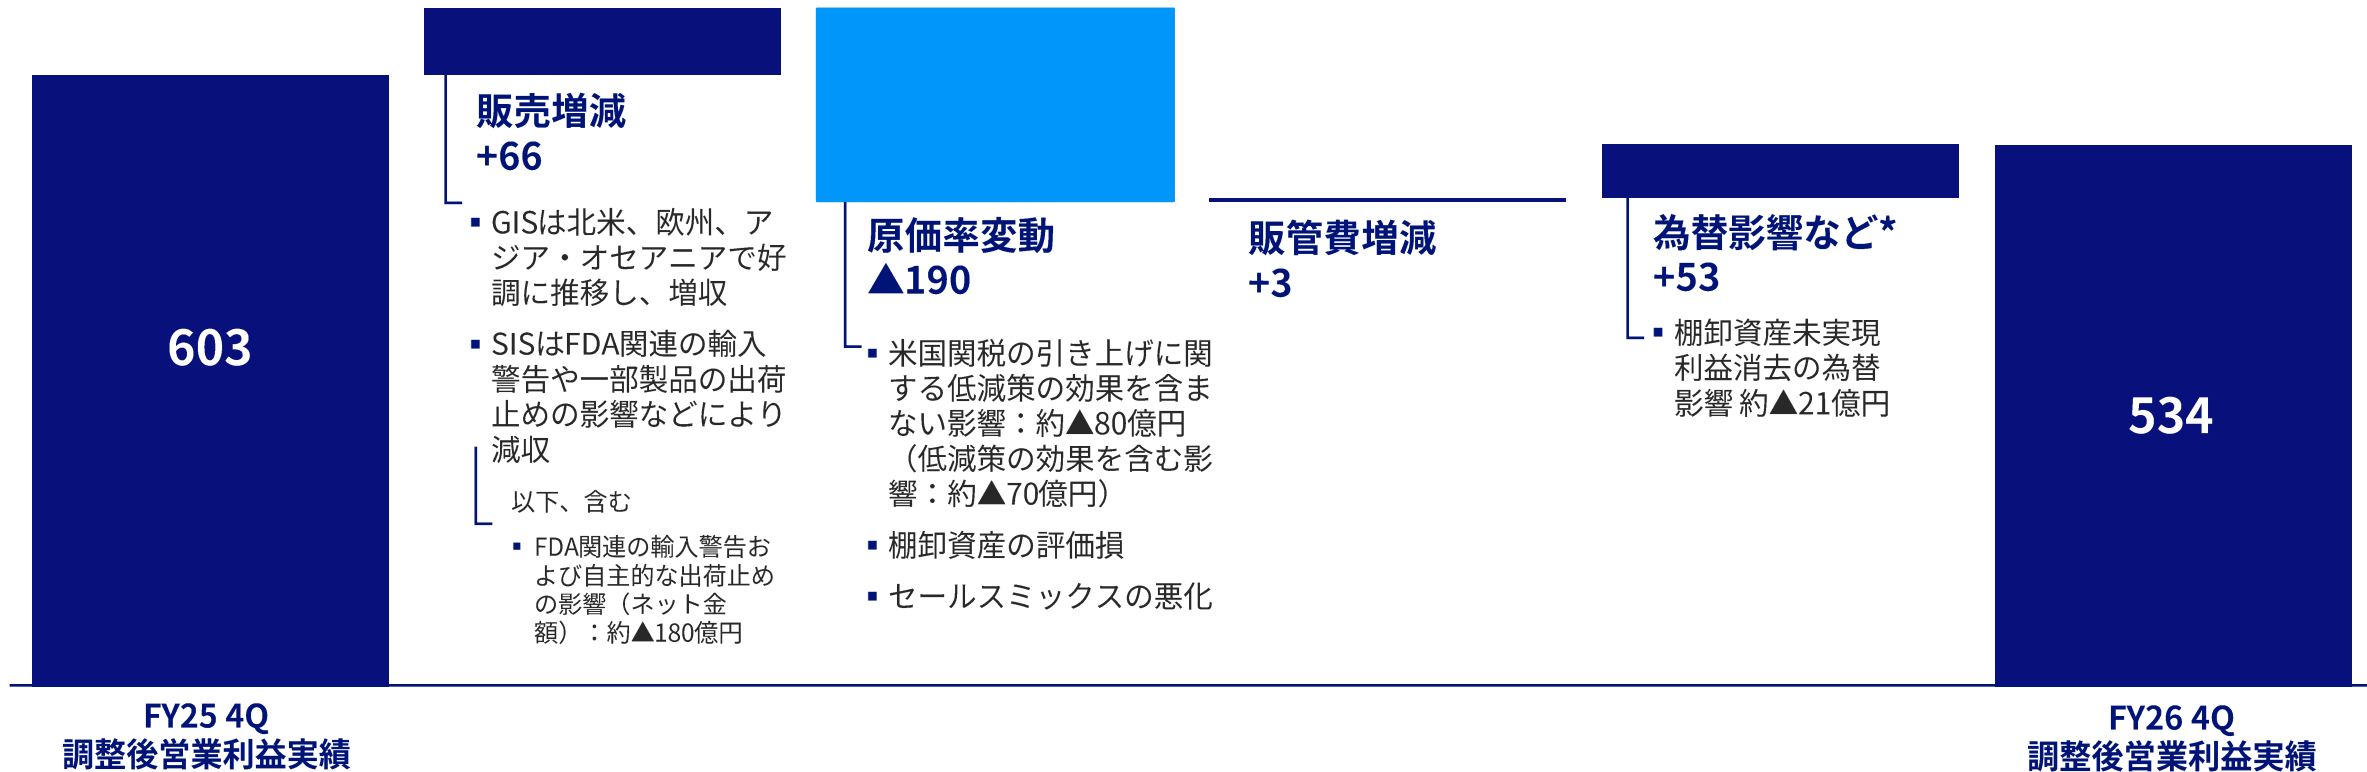 603
販売増減
+66
▪ GISは北米、欧州、ア
ジア・オセアニアで好
調に推移し、増収
▪ SISはFDA関連の輸入
警告や一部製品の出荷
止めの影響などにより
減収
以下、含む
▪ FDA関連の輸入警告お
よび自主的な出荷止め
の影響（ネット金
額）：約▲180億円
原価率変動
▲190
▪ 米国関税の引き上げに関
する低減策の効果を含ま
ない影響：約▲80億円
（低減策の効果を含む影
響：約▲70億円）
▪ 棚卸資産の評価損
▪ セールスミックスの悪化
販管費増減
+3
為替影響など*
+53
▪ 棚卸資産未実現
利益消去の為替
影響 約▲21億円
534
FY25 4Q
調整後営業利益実績
FY26 4Q
調整後営業利益実績